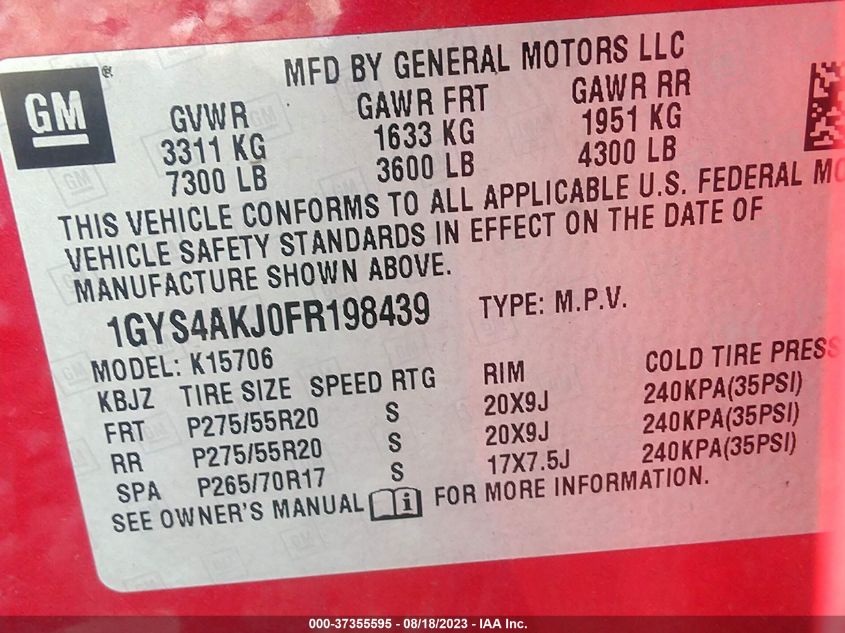 GM ®
MFD BY GENERAL MOTORS LLC
GVWR GAWR FRT GAWR RR
3311 KG 1633 KG 1951 KG
7300 LB 3600 LB 4300 LB
THIS VEHICLE CONFORMS TO ALL APPLICABLE U.S. FEDERAL MO
VEHICLE SAFETY STANDARDS IN EFFECT ON THE DATE OF
MANUFACTURE SHOWN ABOVE.
1GYS4AKJ0FR198439 TYPE: M.P.V.
MODEL: K15706
KBJZ TIRE SIZE SPEED RTG RIM COLD TIRE PRESS
FRT P275/55R20 S 20X9J 240KPA(35PSI)
RR P275/55R20 S 20X9J 240KPA(35PSI)
SPA P265/70R17 S 17X7.5J 240KPA(35PSI)
SEE OWNER'S MANUAL i FOR MORE INFORMATION.
000-37355595 - 08/18/2023 - IAA Inc.